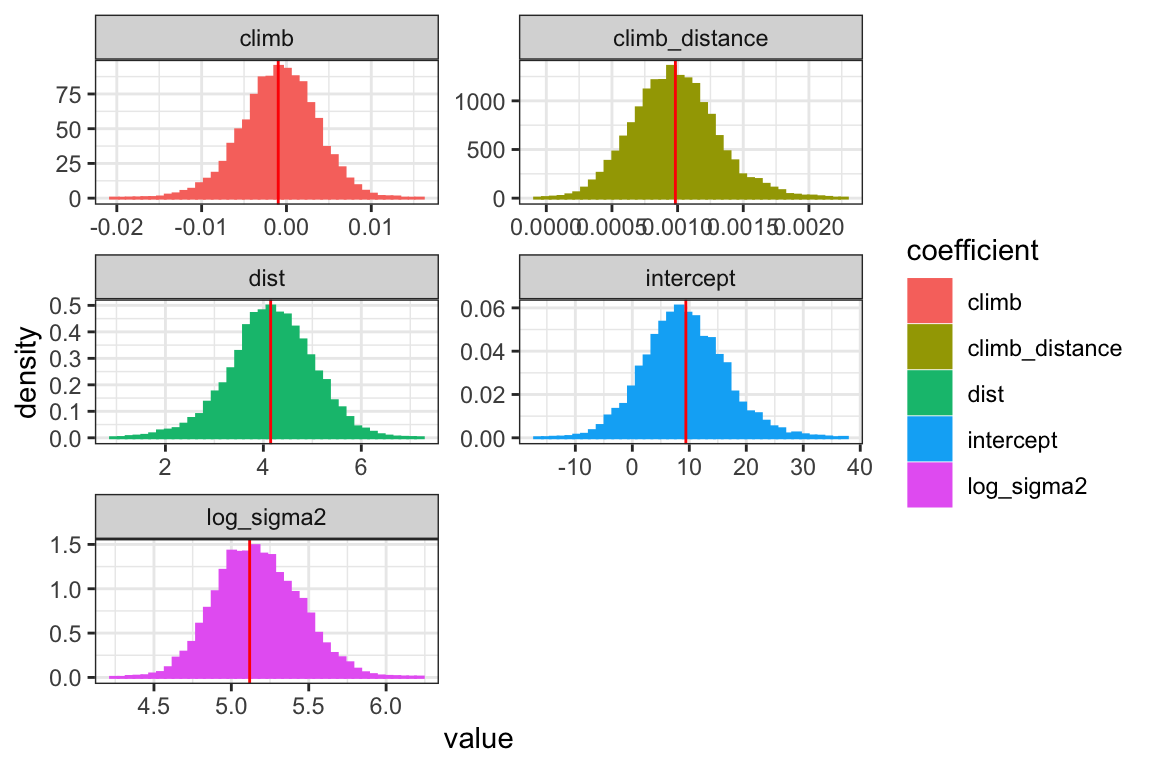 climb
climb_distance
75
50
25
0
1000
500
0
-0.02 -0.01 0.00 0.01
0.0000 0.0005 0.0010 0.0015 0.0020
dist
intercept
0.5
0.4
0.3
0.2
0.1
0.0
0.06
0.04
0.02
0.00
2 4 6
-10 0 10 20 30 40
log_sigma2
1.5
1.0
0.5
0.0
4.5 5.0 5.5 6.0
density
value
coefficient
climb
climb_distance
dist
intercept
log_sigma2